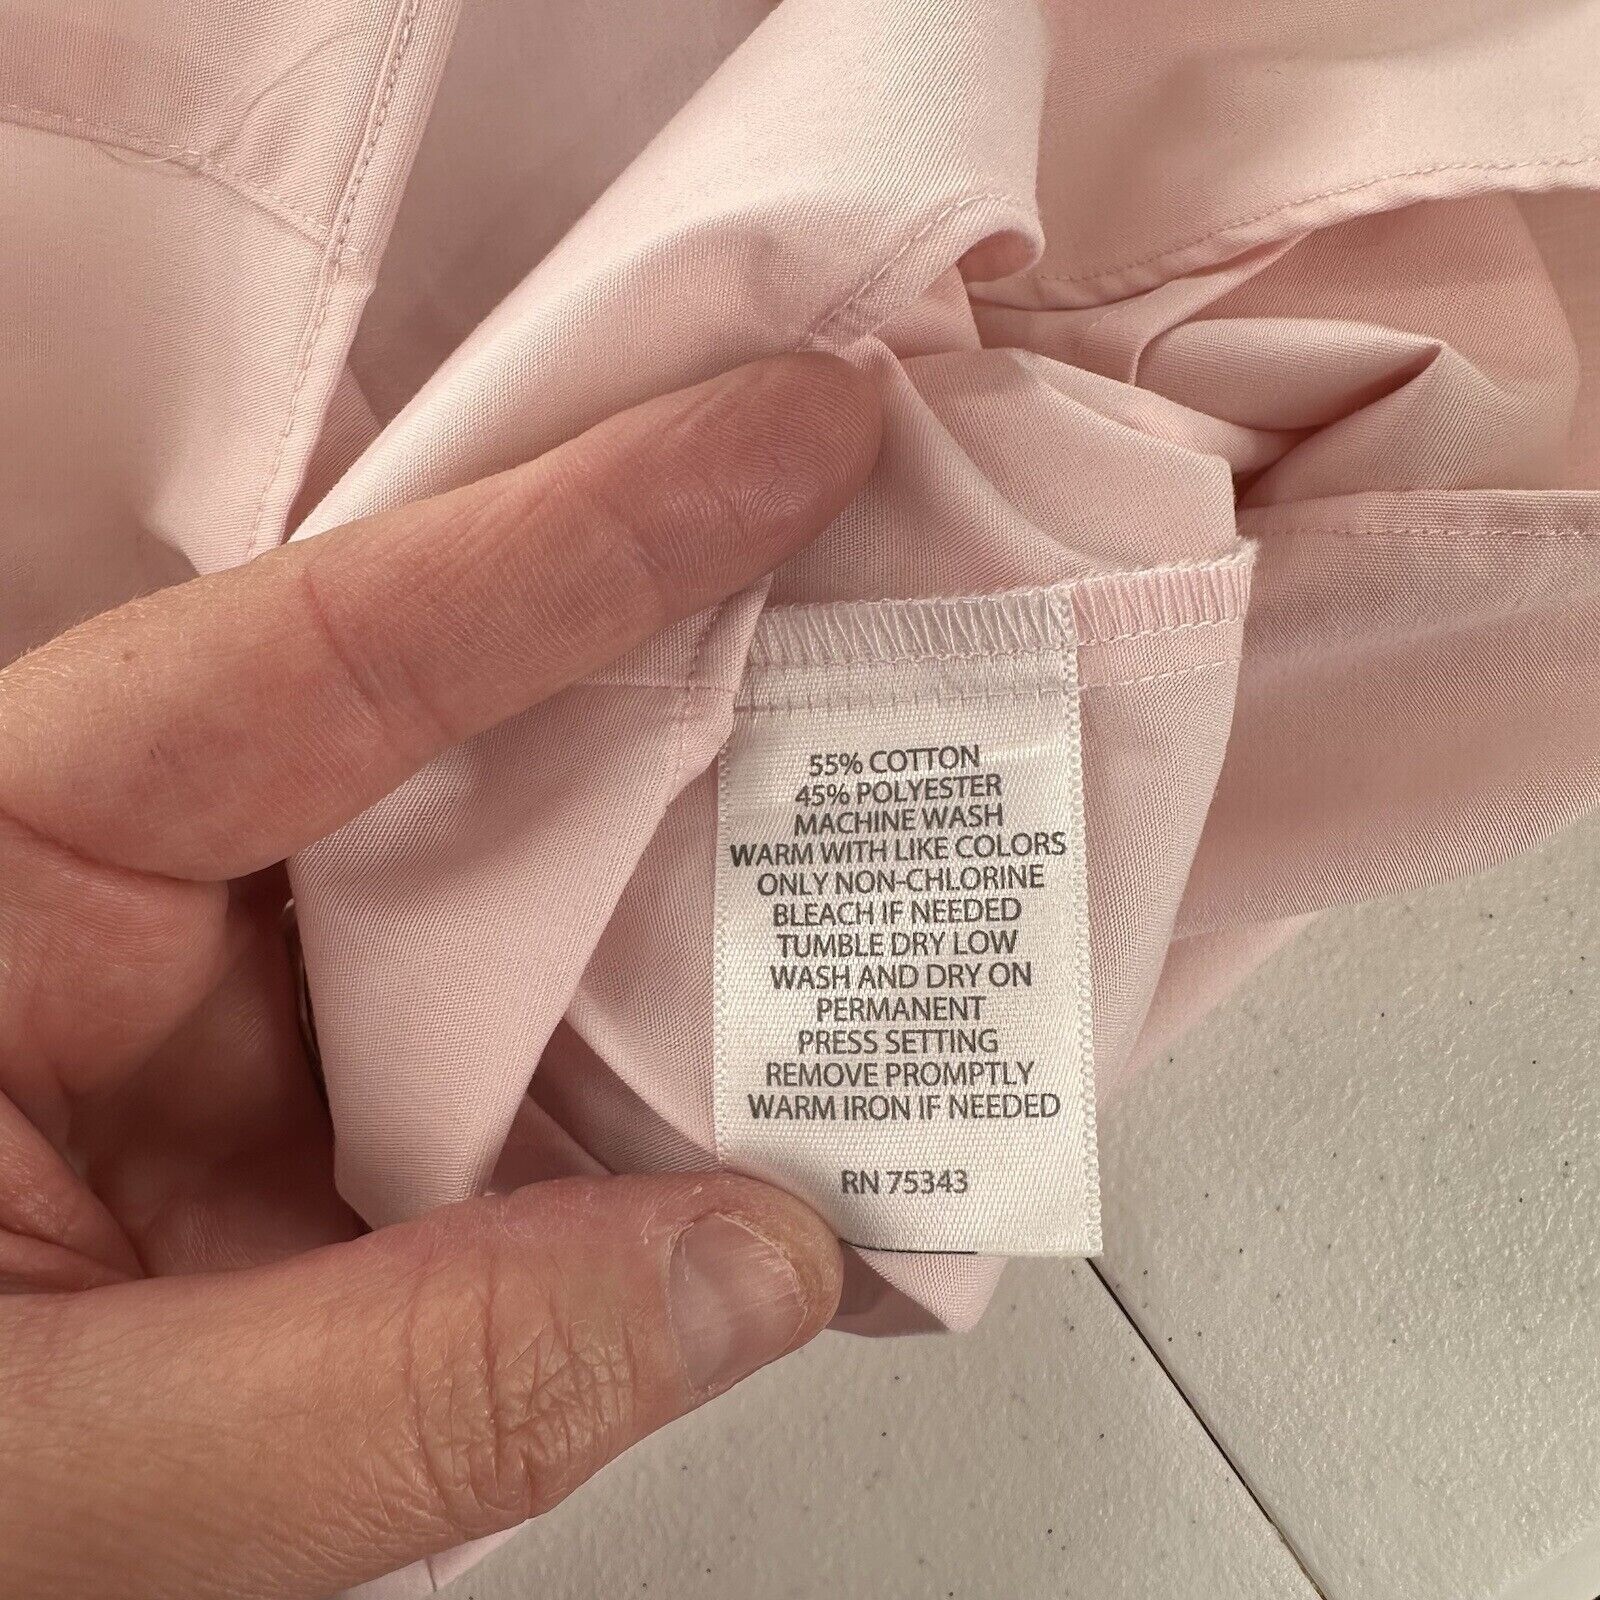 55% COTTON
45% POLYESTER
MACHINE WASH
WARM WITH LIKE COLORS
ONLY NON-CHLORINE
BLEACH IF NEEDED
TUMBLE DRY LOW
WASH AND DRY ON
PERMANENT
PRESS SETTING
REMOVE PROMPTLY
WARM IRON IF NEEDED
RN 75343